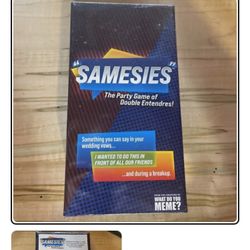 "SAMESIES"
The Party Game of
Double Entendres!
Something you can say in your
wedding vows...
I WANTED TO DO THIS IN
FRONT OF ALL OUR FRIENDS
...and during a breakup.
WHAT DO YOU
MEME?
SAMESIES